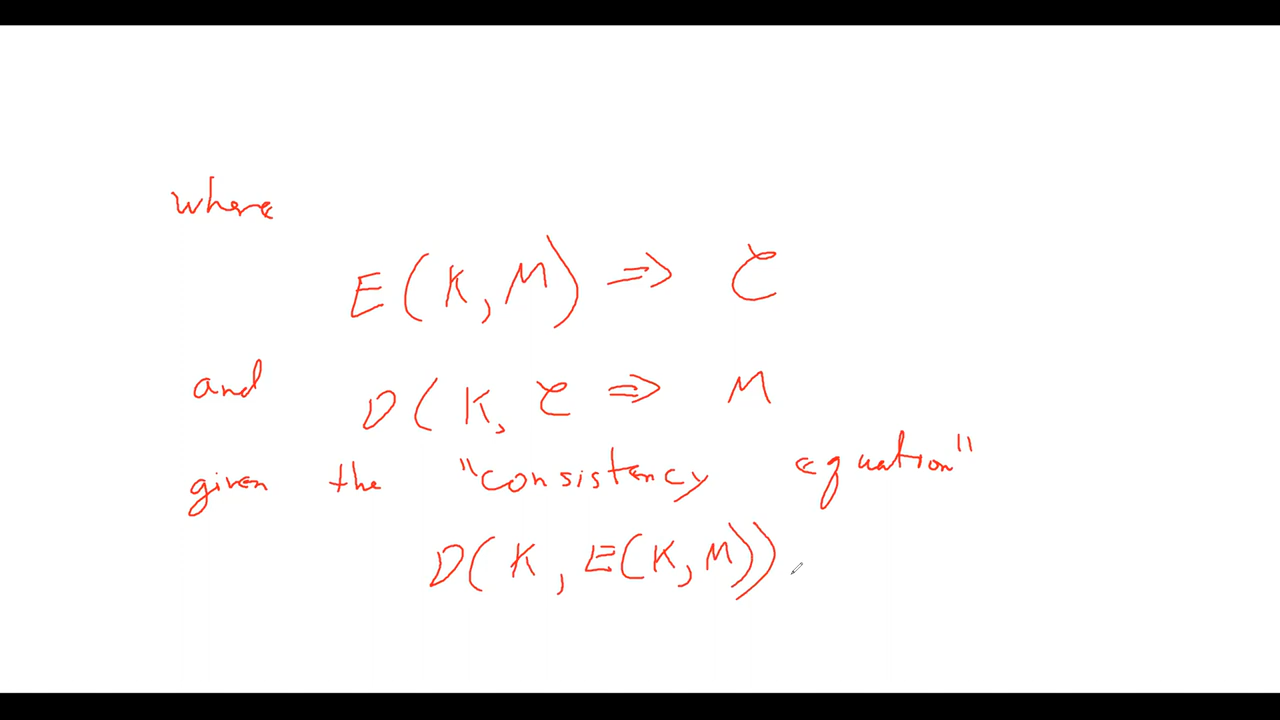 where
E(K, M) => C
and D(K, C => M
given the "consistency equation"
D(K, E(K, M))